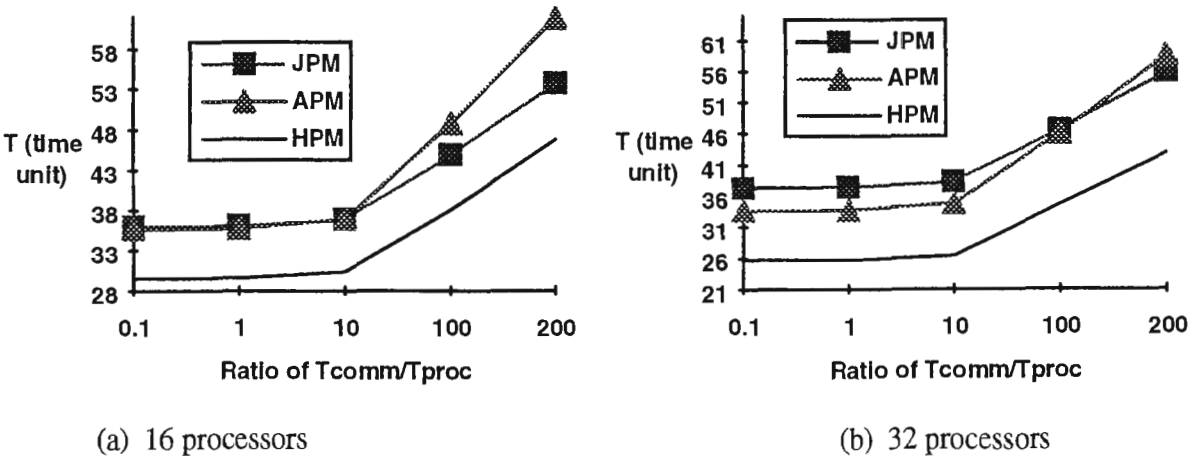 58
53
48
43
38
33
28
T (time
unit)
JPM
APM
HPM
0.1 1 10 100 200
Ratio of Tcomm/Tproc
(a) 16 processors
61
56
51
46
41
36
31
26
21
T (time
unit)
JPM
APM
HPM
0.1 1 10 100 200
Ratio of Tcomm/Tproc
(b) 32 processors